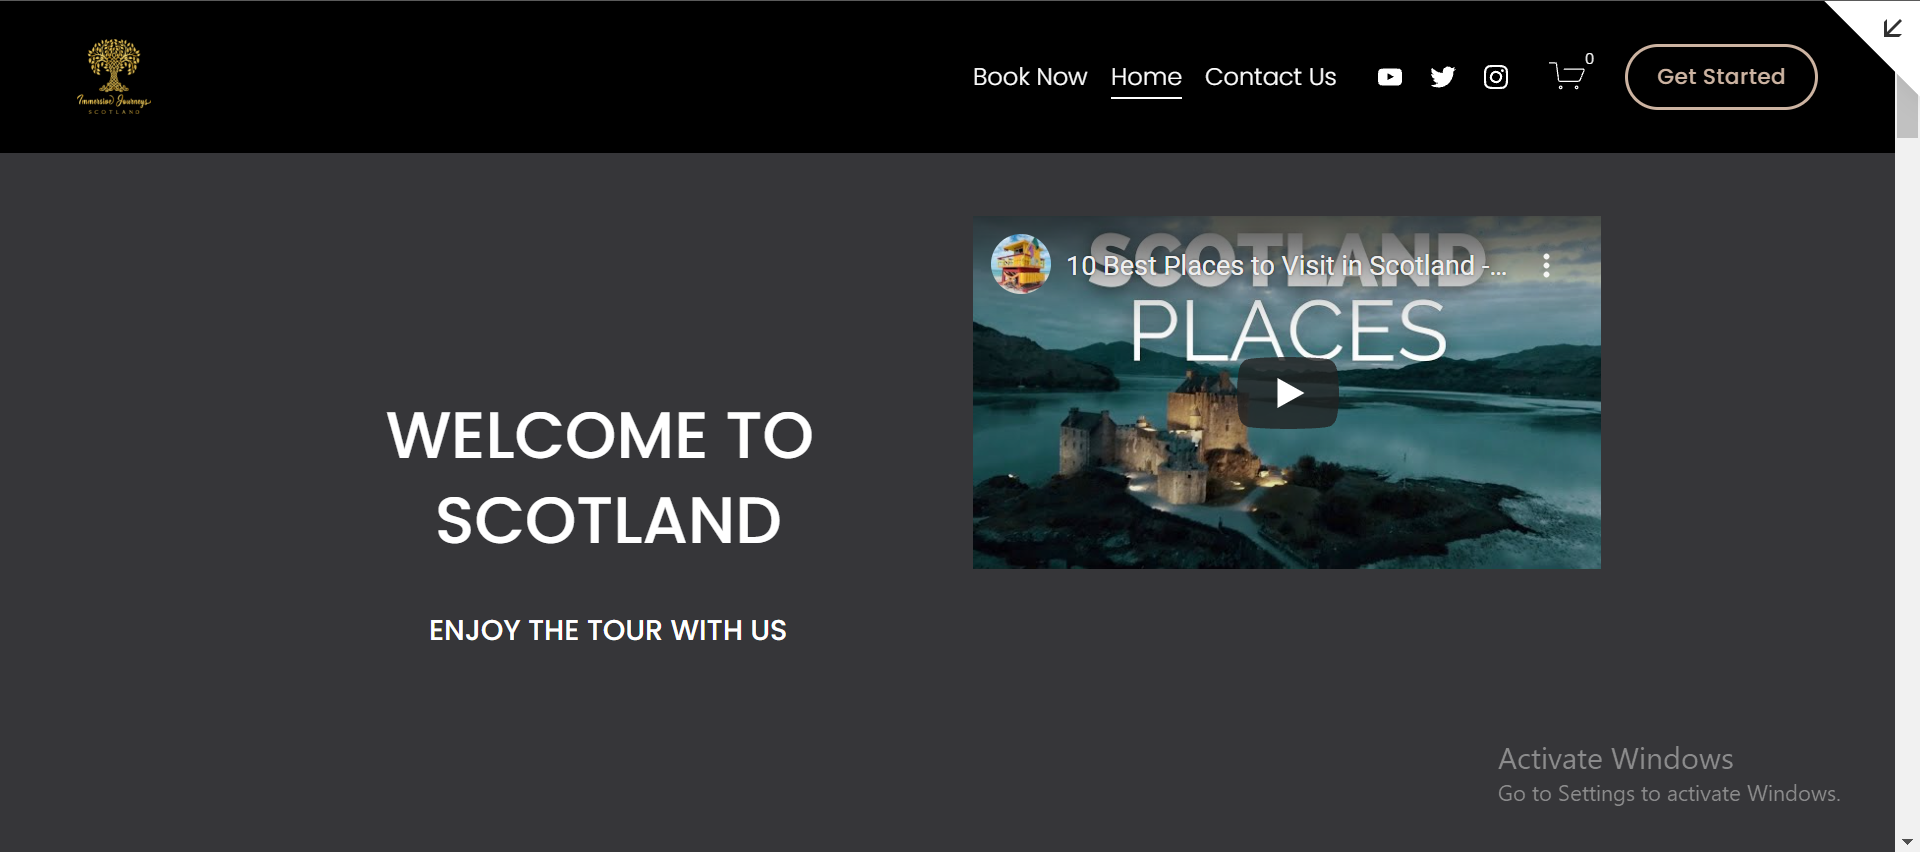 Immersive Journeys
SCOTLAND
Book Now
Home
Contact Us
0
Get Started
WELCOME TO
SCOTLAND
ENJOY THE TOUR WITH US
SCOTLAND
10 Best Places to Visit in Scotland -...
PLACES
Activate Windows
Go to Settings to activate Windows.